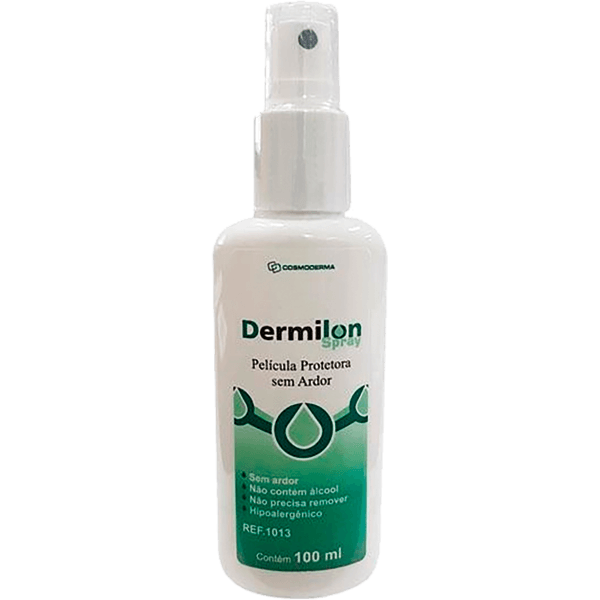 COSMODERMA
Dermilon
Spray
Película Protetora
sem Ardor
Sem ardor
Não contém álcool
Não precisa remover
Hipoalergênico
REF.1013
Contém 100 ml